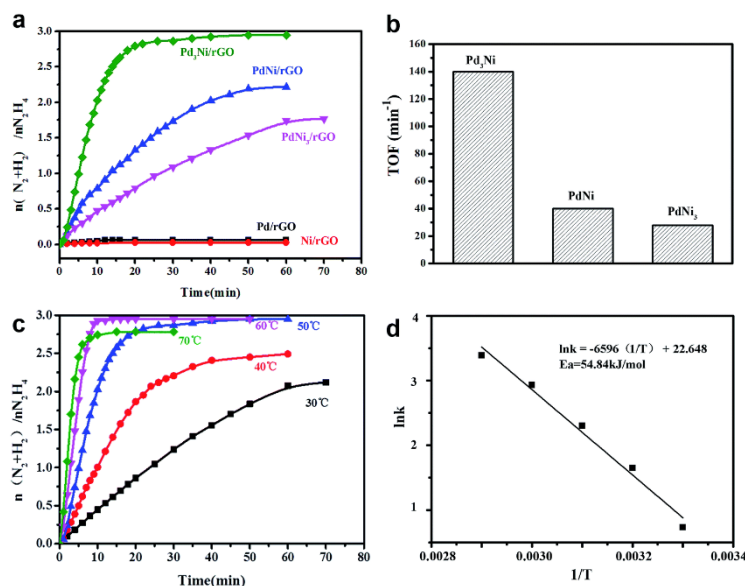 a
n( N₂+H₂ ) /nN₂H₄
3.0
2.5
2.0
1.5
1.0
0.5
0.0
Pd₃Ni/rGO
PdNi/rGO
PdNi₃/rGO
Pd/rGO
Ni/rGO
0 10 20 30 40 50 60 70 80
Time(min)
b
TOF (min⁻¹)
160
140
120
100
80
60
40
20
0
Pd₃Ni
PdNi
PdNi₃
c
n (N₂+H₂) /nN₂H₄
3.0
2.5
2.0
1.5
1.0
0.5
0.0
60℃
50℃
70℃
40℃
30℃
0 10 20 30 40 50 60 70 80
Time(min)
d
lnk
4
3
2
1
lnk = -6596 (1/T) + 22.648
Ea=54.84kJ/mol
0.0028 0.0030 0.0032 0.0034
1/T